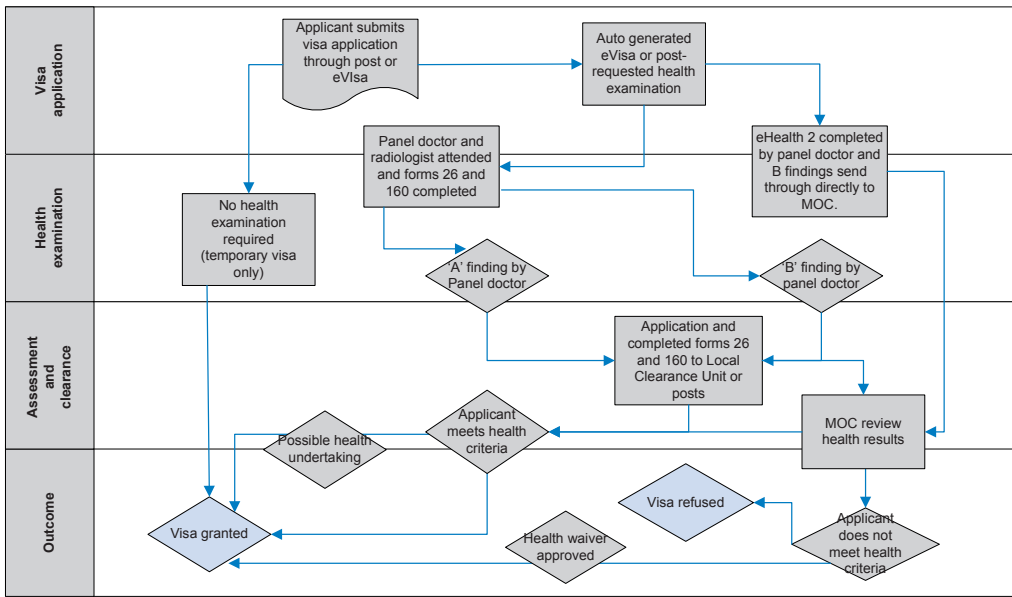 Visa
application
Applicant submits
visa application
through post or
eVIsa
Auto generated
eVisa or post-
requested health
examination
Panel doctor and
radiologist attended
and forms 26 and
160 completed
eHealth 2 completed
by panel doctor and
B findings send
through directly to
MOC.
Health
examination
No health
examination
required
(temporary visa
only)
‘A’ finding by
Panel doctor
‘B’ finding by
panel doctor
Assessment
and
clearance
Application and
completed forms 26
and 160 to Local
Clearance Unit or
posts
Possible health
undertaking
Applicant
meets health
criteria
MOC review
health results
Outcome
Visa granted
Health waiver
approved
Visa refused
Applicant
does not
meet health
criteria